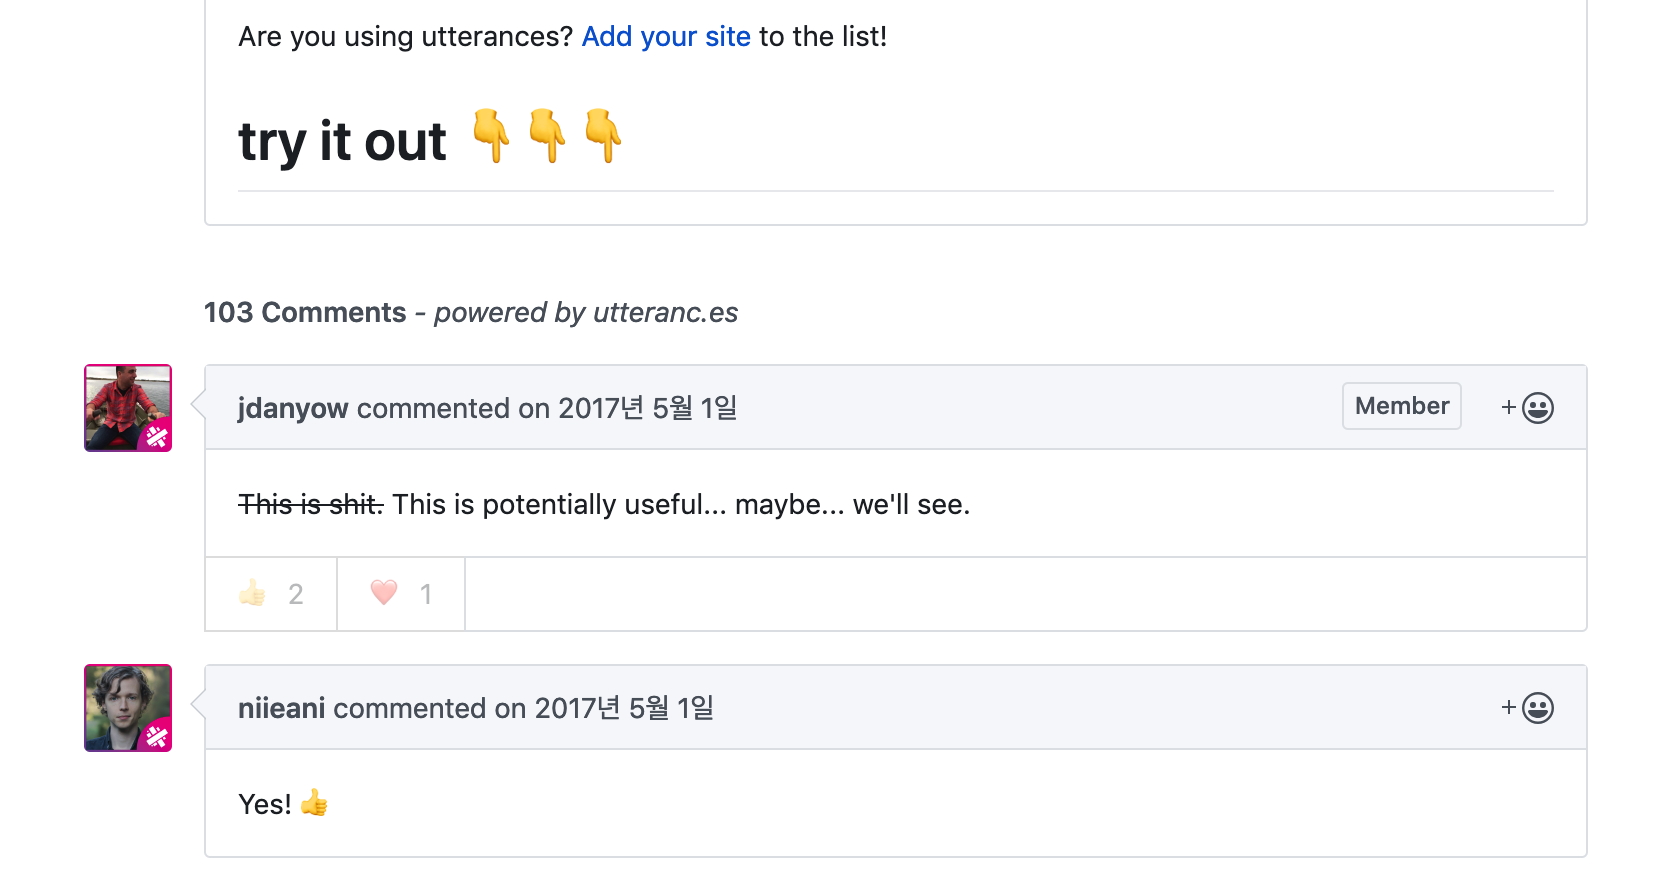 Are you using utterances? Add your site to the list!
try it out 👇👇👇
103 Comments - powered by utteranc.es
jdanyow commented on 2017년 5월 1일 Member +
This is shit. This is potentially useful... maybe... we'll see.
👍 2 ❤️ 1
niieani commented on 2017년 5월 1일 +
Yes! 👍